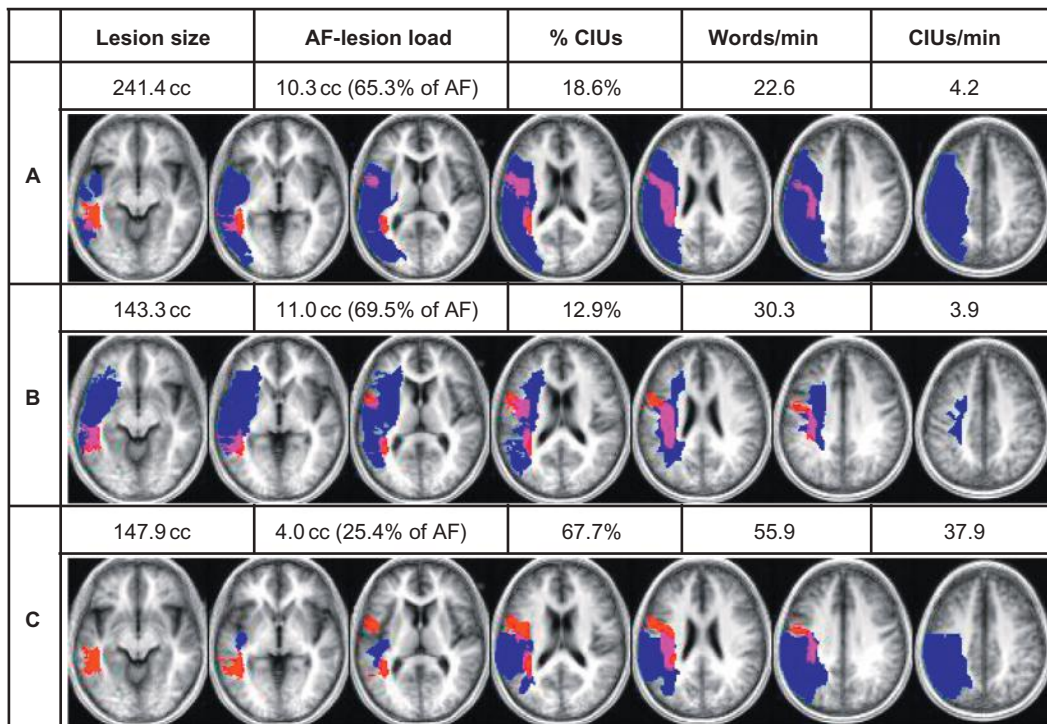 Lesion size AF-lesion load % CIUs Words/min CIUs/min
A
241.4 cc 10.3 cc (65.3% of AF) 18.6% 22.6 4.2
B
143.3 cc 11.0 cc (69.5% of AF) 12.9% 30.3 3.9
C
147.9 cc 4.0 cc (25.4% of AF) 67.7% 55.9 37.9